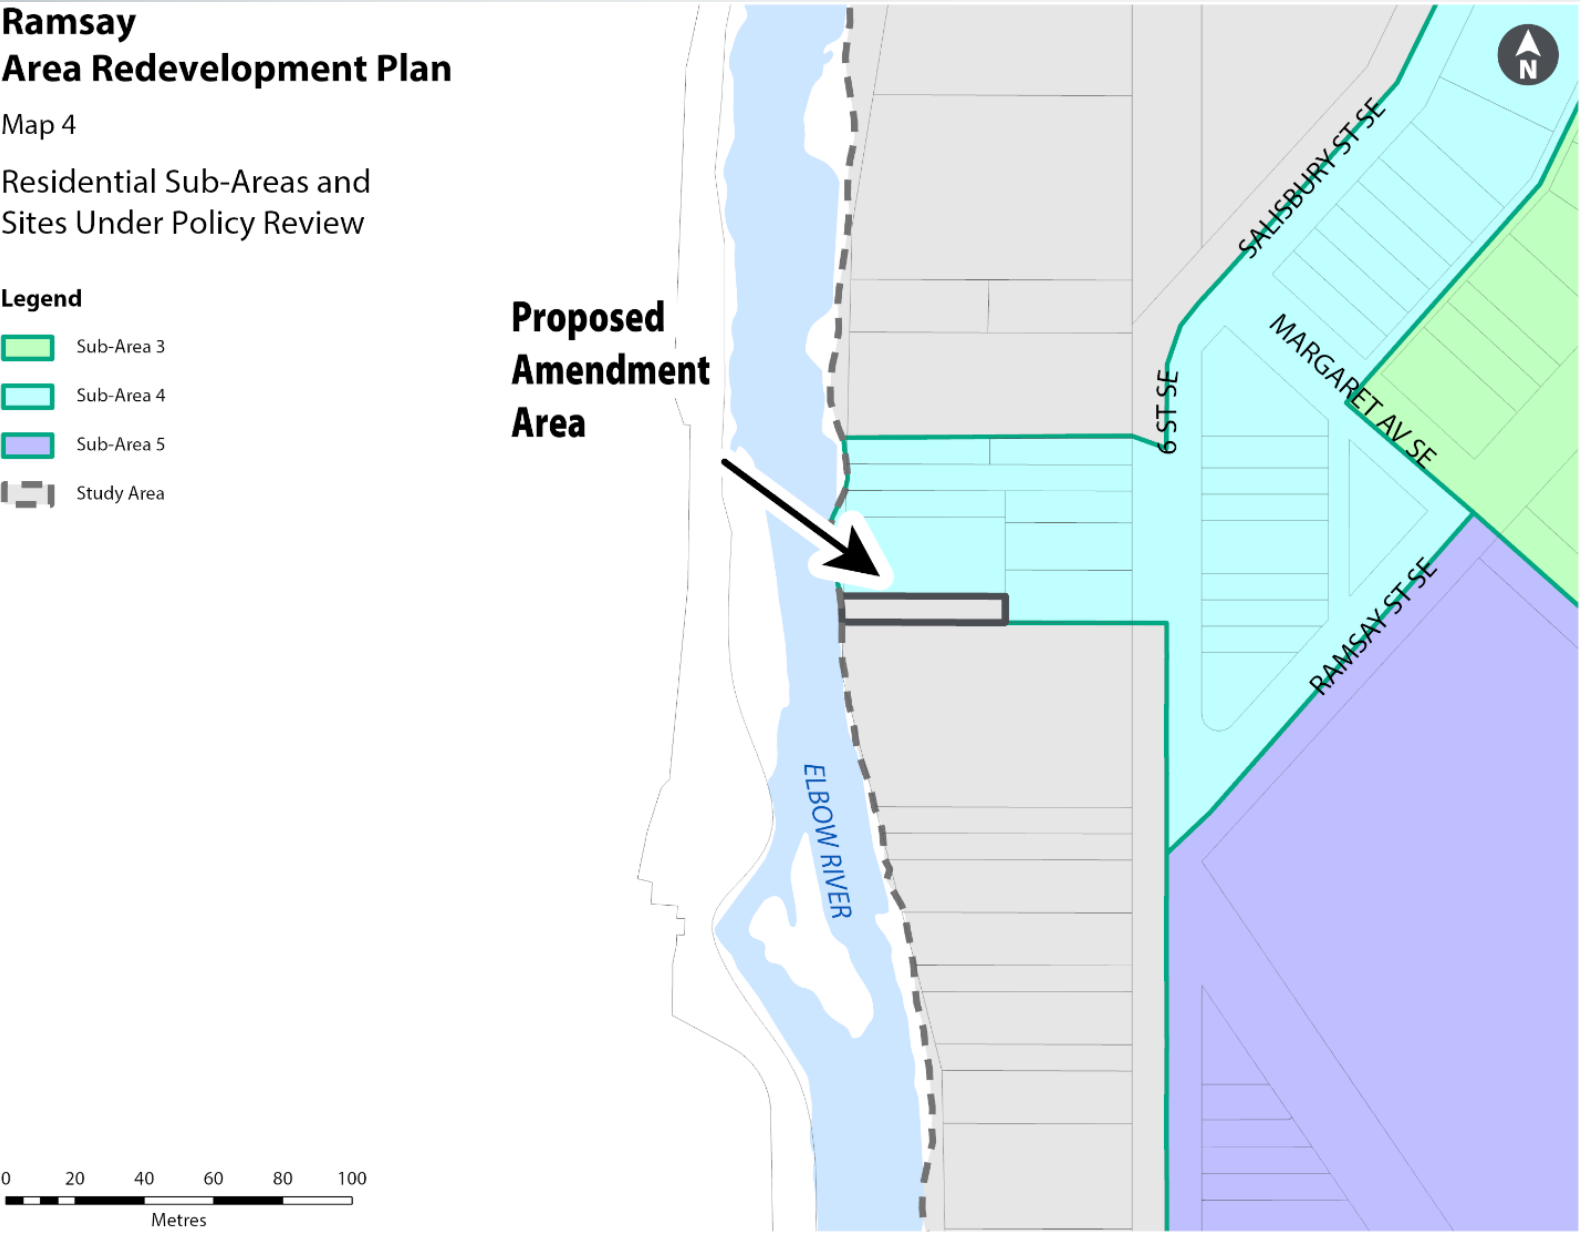 Ramsay
Area Redevelopment Plan
Map 4
Residential Sub-Areas and
Sites Under Policy Review
Legend
Sub-Area 3
Sub-Area 4
Sub-Area 5
Study Area
Proposed
Amendment
Area
N
SALISBURY ST SE
MARGARET AV SE
6 ST SE
RAMSAY ST SE
ELBOW RIVER
0 20 40 60 80 100
Metres